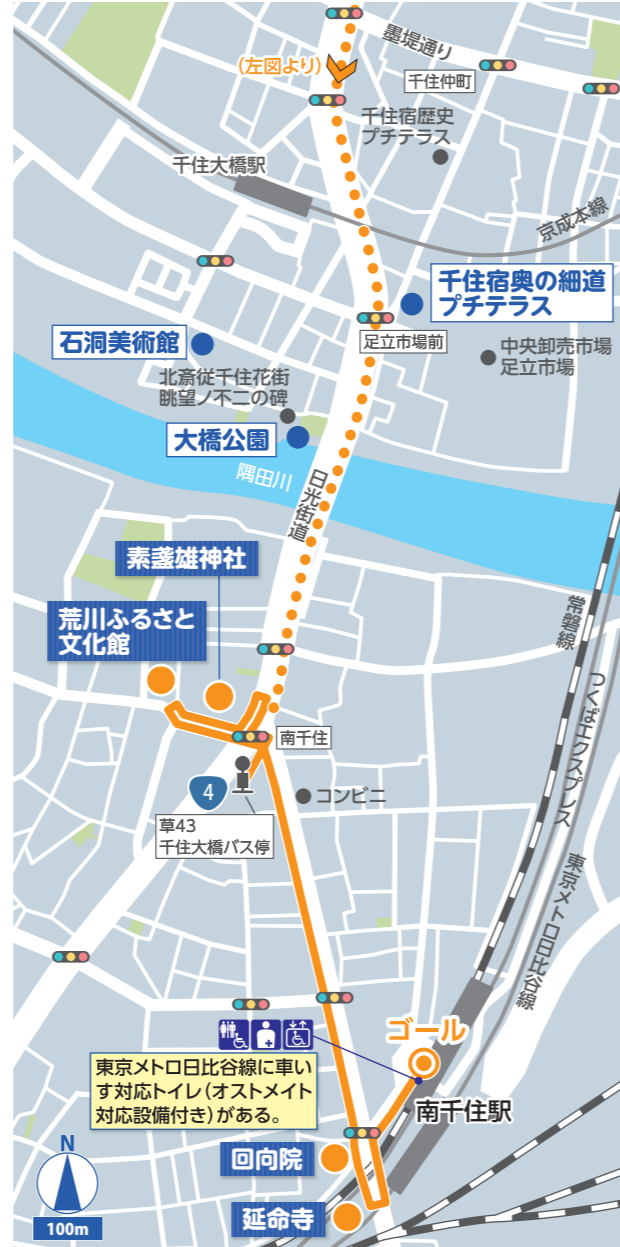 墨堤通り
(左図より)
千住仲町
千住宿歴史
プチテラス
千住大橋駅
京成本線
千住宿奥の細道
プチテラス
足立市場前
石洞美術館
中央卸売市場
足立市場
北斎従千住花街
眺望ノ不二の碑
大橋公園
隅田川
日光街道
素盞雄神社
荒川ふるさと
文化館
常磐線
つくばエクスプレス
南千住
4
コンビニ
草43
千住大橋バス停
東京メトロ日比谷線
ゴール
東京メトロ日比谷線に車い
す対応トイレ(オストメイト
対応設備付き)がある。
南千住駅
回向院
延命寺
N
100m